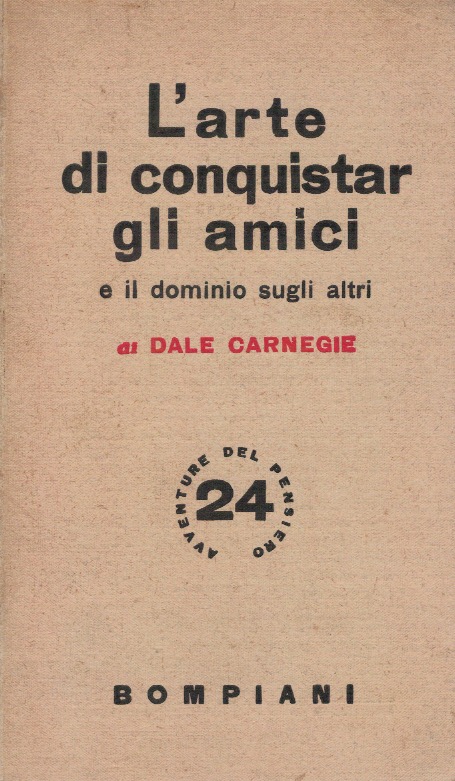 L'arte
di conquistar
gli amici
e il dominio sugli altri
di DALE CARNEGIE
AVVENTURE DEL PENSIERO
24
BOMPIANI